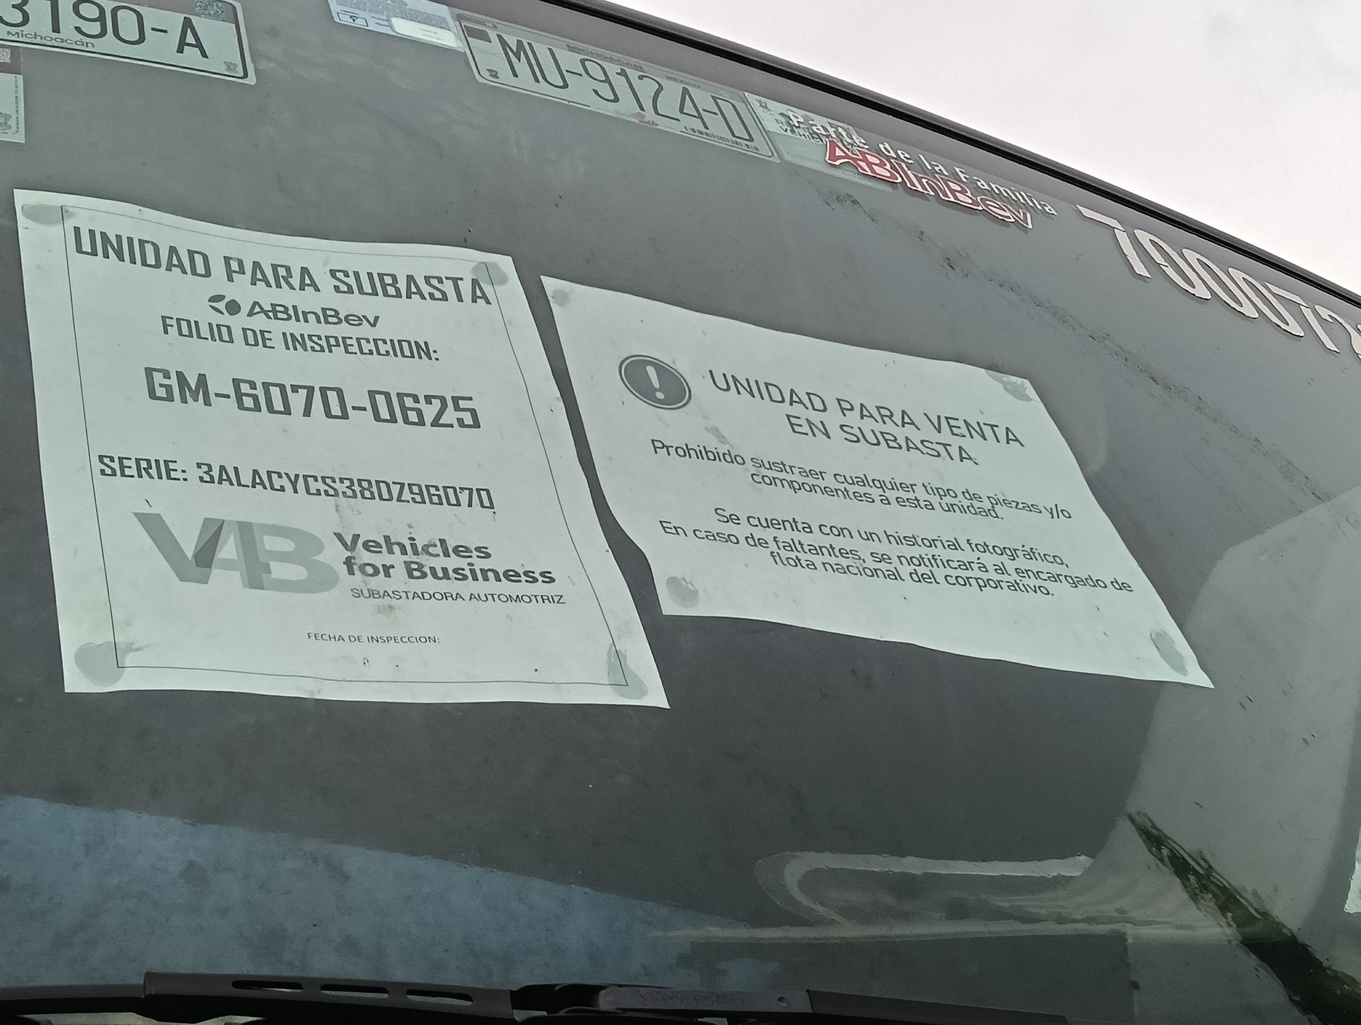 3190-A
Michoacán
MU-9124-D
Parte de la Familia
ABInBev
UNIDAD PARA SUBASTA
ABInBev
FOLIO DE INSPECCION:
GM-6070-0625
SERIE: 3ALACYCS38DZ96070
VAB Vehicles
for Business
SUBASTADORA AUTOMOTRIZ
FECHA DE INSPECCION:
! UNIDAD PARA VENTA
EN SUBASTA
Prohibido sustraer cualquier tipo de piezas y/o
componentes a esta unidad.
Se cuenta con un historial fotográfico,
En caso de faltantes, se notificará al encargado de
flota nacional del corporativo.